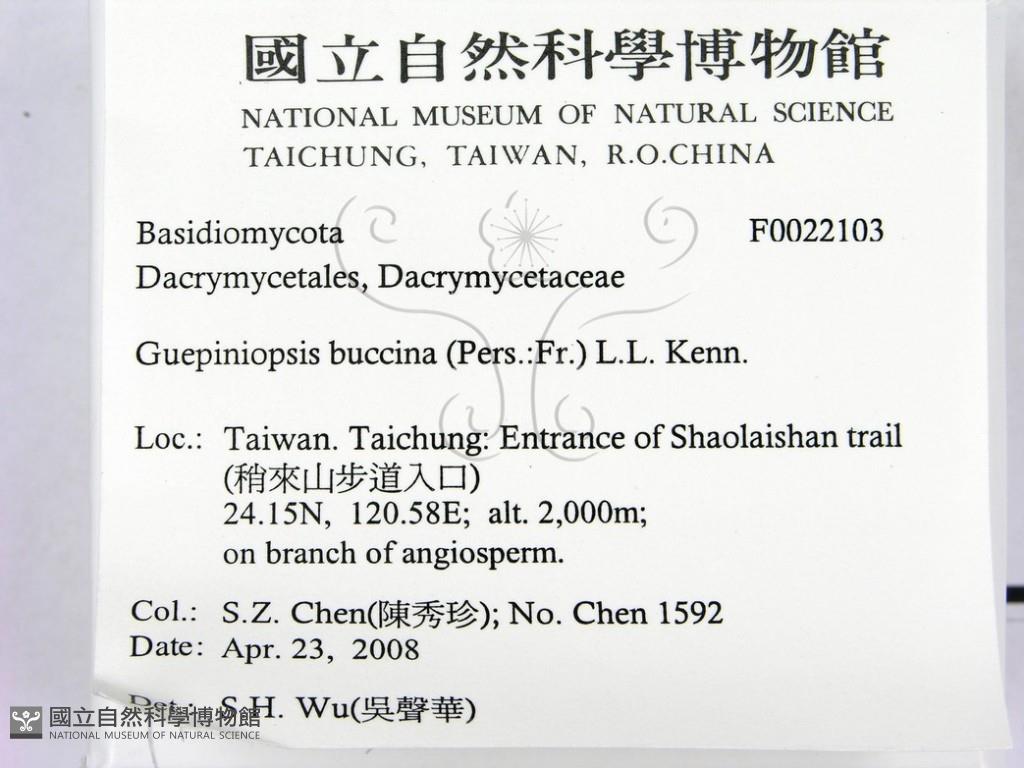 國立自然科學博物館
NATIONAL MUSEUM OF NATURAL SCIENCE
TAICHUNG, TAIWAN, R.O.CHINA
Basidiomycota F0022103
Dacrymycetales, Dacrymycetaceae
Guepiniopsis buccina (Pers.:Fr.) L.L. Kenn.
Loc.: Taiwan. Taichung: Entrance of Shaolaishan trail
(稍來山步道入口)
24.15N, 120.58E; alt. 2,000m;
on branch of angiosperm.
Col.: S.Z. Chen(陳秀珍); No. Chen 1592
Date: Apr. 23, 2008
Det.: S.H. Wu(吳聲華)
國立自然科學博物館
NATIONAL MUSEUM OF NATURAL SCIENCE